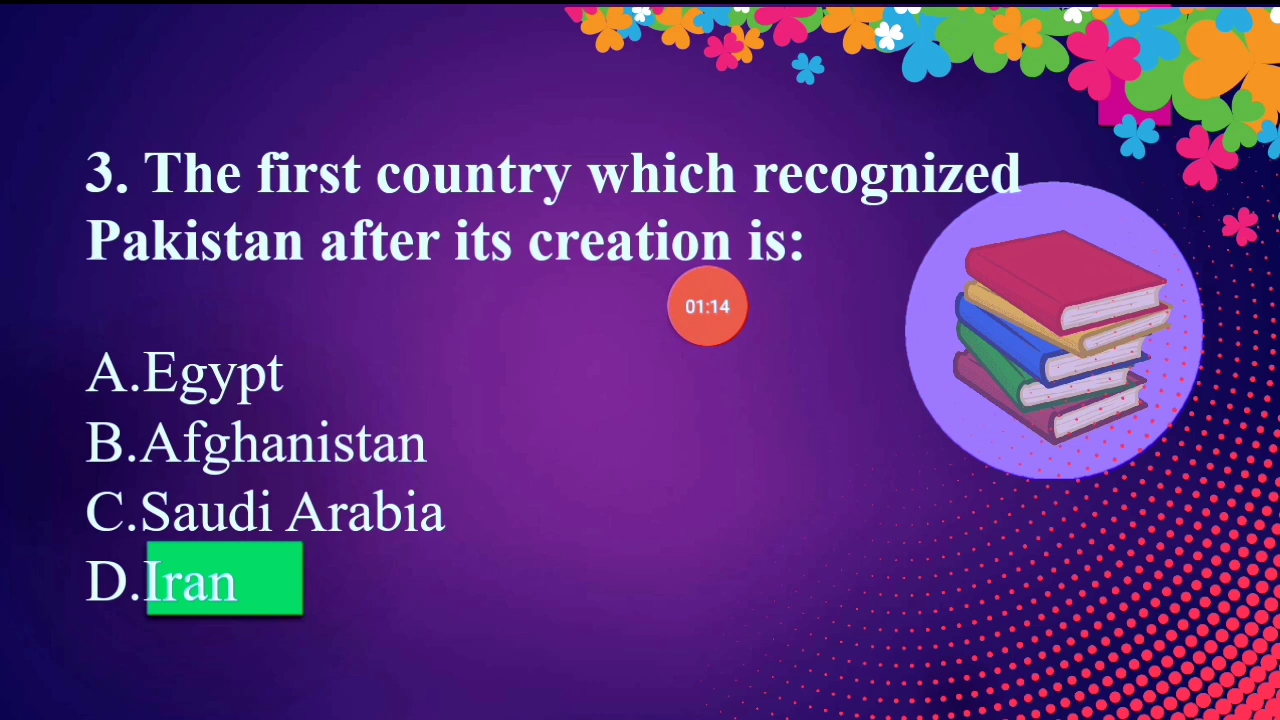 3. The first country which recognized
Pakistan after its creation is:
01:14
A.Egypt
B.Afghanistan
C.Saudi Arabia
D.Iran